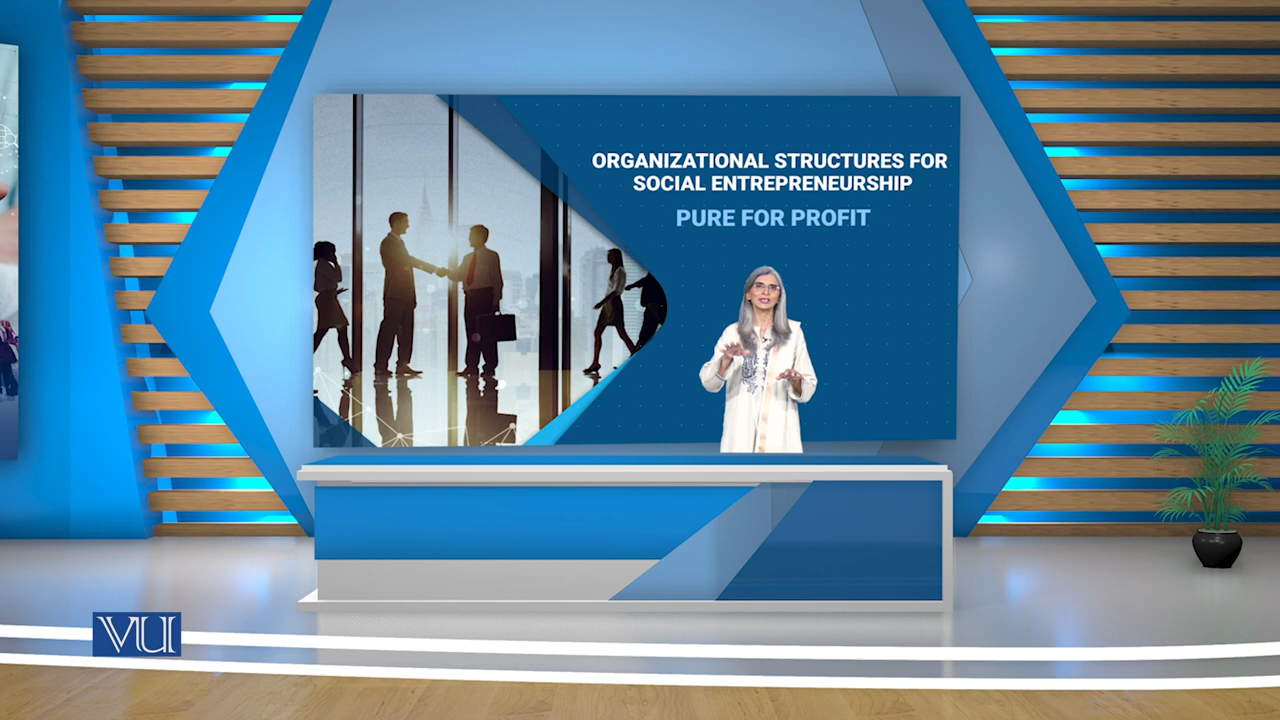 ORGANIZATIONAL STRUCTURES FOR
SOCIAL ENTREPRENEURSHIP
PURE FOR PROFIT
VU